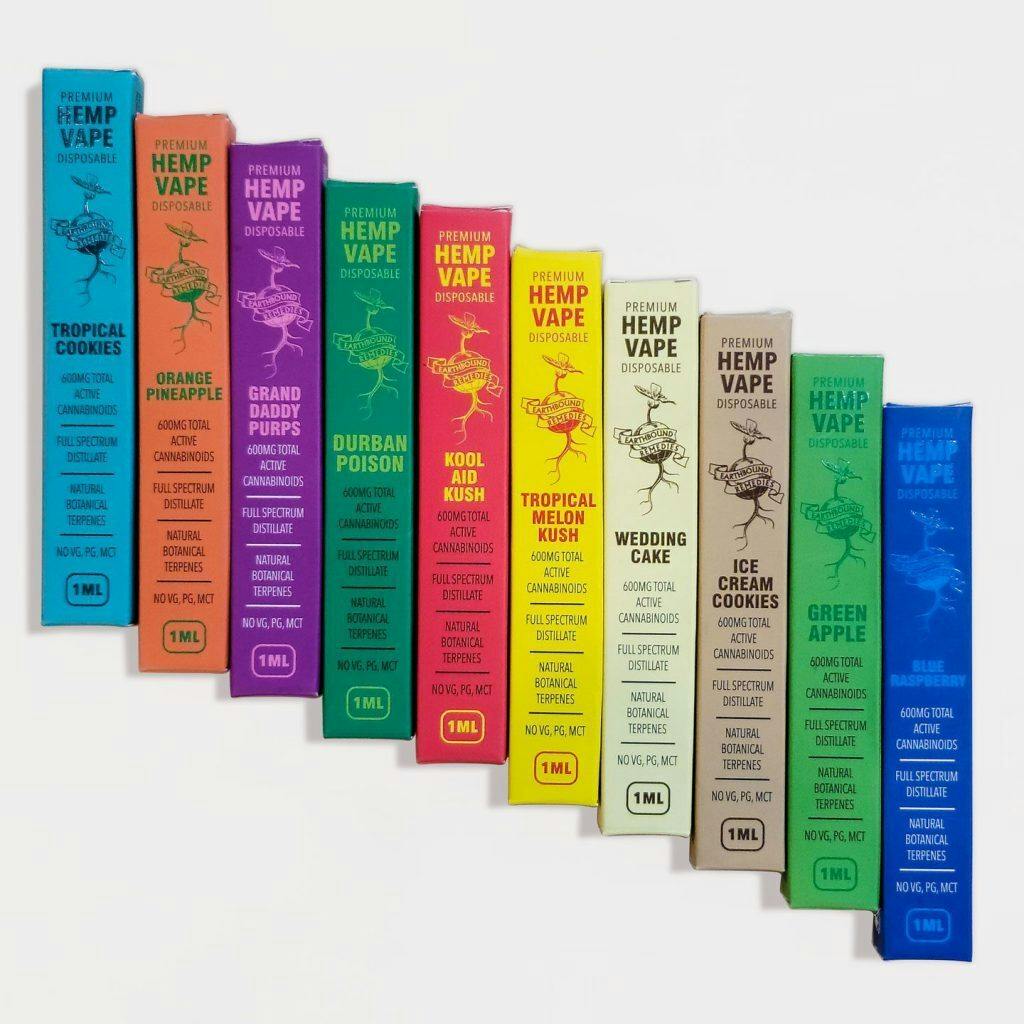 PREMIUM
HEMP
VAPE
DISPOSABLE
EARTHBOUND
REMEDIES
TROPICAL
COOKIES
600MG TOTAL
ACTIVE
CANNABINOIDS
FULL SPECTRUM
DISTILLATE
NATURAL
BOTANICAL
TERPENES
NO VG, PG, MCT
1ML
PREMIUM
HEMP
VAPE
DISPOSABLE
EARTHBOUND
REMEDIES
ORANGE
PINEAPPLE
600MG TOTAL
ACTIVE
CANNABINOIDS
FULL SPECTRUM
DISTILLATE
NATURAL
BOTANICAL
TERPENES
NO VG, PG, MCT
1ML
PREMIUM
HEMP
VAPE
DISPOSABLE
EARTHBOUND
REMEDIES
GRAND
DADDY
PURPS
600MG TOTAL
ACTIVE
CANNABINOIDS
FULL SPECTRUM
DISTILLATE
NATURAL
BOTANICAL
TERPENES
NO VG, PG, MCT
1ML
PREMIUM
HEMP
VAPE
DISPOSABLE
EARTHBOUND
REMEDIES
DURBAN
POISON
600MG TOTAL
ACTIVE
CANNABINOIDS
FULL SPECTRUM
DISTILLATE
NATURAL
BOTANICAL
TERPENES
NO VG, PG, MCT
1ML
PREMIUM
HEMP
VAPE
DISPOSABLE
EARTHBOUND
REMEDIES
KOOL
AID
KUSH
600MG TOTAL
ACTIVE
CANNABINOIDS
FULL SPECTRUM
DISTILLATE
NATURAL
BOTANICAL
TERPENES
NO VG, PG, MCT
1ML
PREMIUM
HEMP
VAPE
DISPOSABLE
EARTHBOUND
REMEDIES
TROPICAL
MELON
KUSH
600MG TOTAL
ACTIVE
CANNABINOIDS
FULL SPECTRUM
DISTILLATE
NATURAL
BOTANICAL
TERPENES
NO VG, PG, MCT
1ML
PREMIUM
HEMP
VAPE
DISPOSABLE
EARTHBOUND
REMEDIES
WEDDING
CAKE
600MG TOTAL
ACTIVE
CANNABINOIDS
FULL SPECTRUM
DISTILLATE
NATURAL
BOTANICAL
TERPENES
NO VG, PG, MCT
1ML
PREMIUM
HEMP
VAPE
DISPOSABLE
EARTHBOUND
REMEDIES
ICE
CREAM
COOKIES
600MG TOTAL
ACTIVE
CANNABINOIDS
FULL SPECTRUM
DISTILLATE
NATURAL
BOTANICAL
TERPENES
NO VG, PG, MCT
1ML
PREMIUM
HEMP
VAPE
DISPOSABLE
EARTHBOUND
REMEDIES
GREEN
APPLE
600MG TOTAL
ACTIVE
CANNABINOIDS
FULL SPECTRUM
DISTILLATE
NATURAL
BOTANICAL
TERPENES
NO VG, PG, MCT
1ML
PREMIUM
HEMP
VAPE
DISPOSABLE
BLUE
RASPBERRY
600MG TOTAL
ACTIVE
CANNABINOIDS
FULL SPECTRUM
DISTILLATE
NATURAL
BOTANICAL
TERPENES
NO VG, PG, MCT
1ML